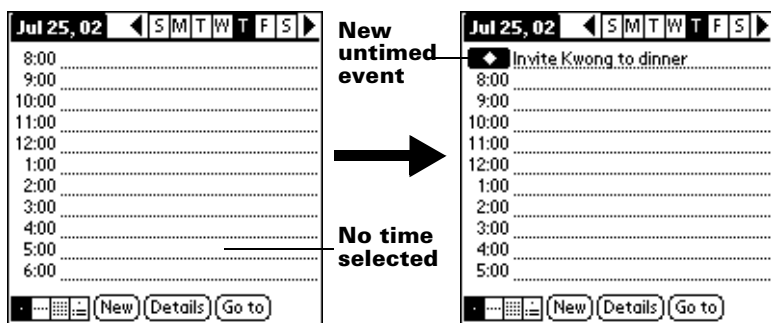 Jul 25, 02 S M T W T F S
8:00
9:00
10:00
11:00
12:00
1:00
2:00
3:00
4:00
5:00
6:00
New Details Go to
New
untimed
event
No time
selected
Jul 25, 02 S M T W T F S
Invite Kwong to dinner
8:00
9:00
10:00
11:00
12:00
1:00
2:00
3:00
4:00
5:00
New Details Go to